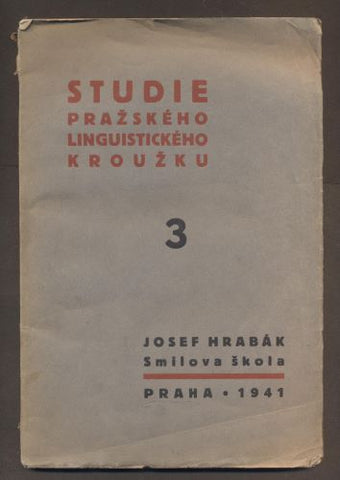 STUDIE
PRAŽSKÉHO
LINGUISTICKÉHO
KROUŽKU
3
JOSEF HRABÁK
Smilova škola
PRAHA • 1941